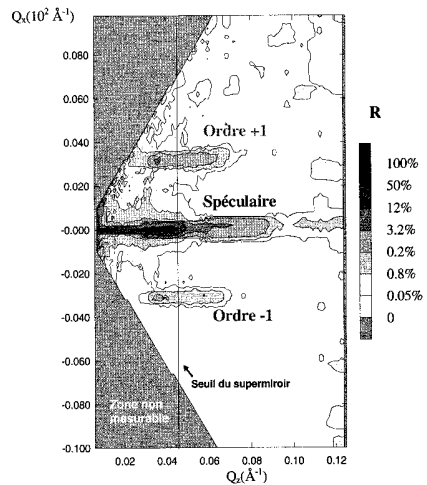 Qx(10² Å⁻¹)
0.080
0.060
0.040
0.020
-0.000
-0.020
-0.040
-0.060
-0.080
-0.100
Ordre +1
Spéculaire
Ordre -1
Seuil du supermiroir
Zone non
mesurable
0.02 0.04 0.06 0.08 0.10 0.12
Qz(Å⁻¹)
R
100%
50%
12%
3.2%
0.2%
0.8%
0.05%
0